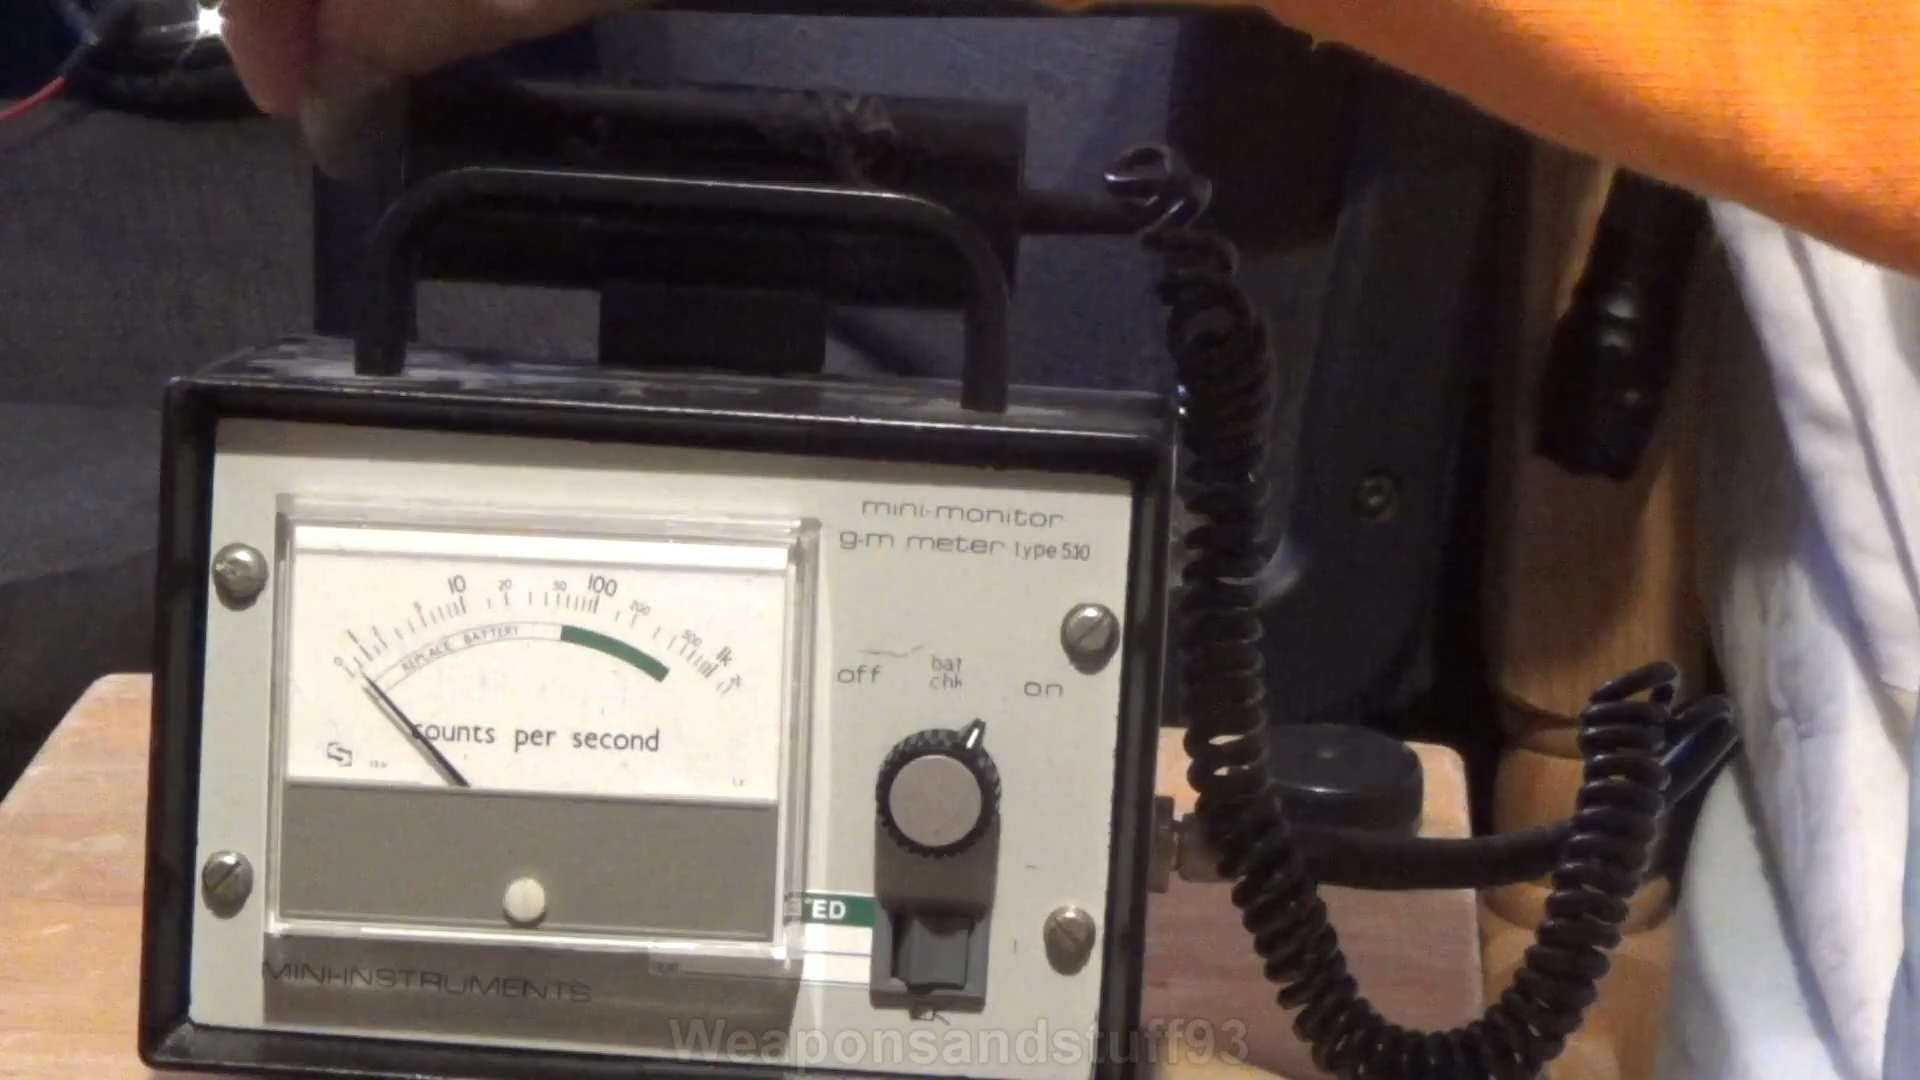 mini-monitor
g-m meter type 5.10
10 20 50 100 200 500 1k
0
REPLACE BATTERY
counts per second
off
bat
chk
on
TED
MINI-INSTRUMENTS
Weaponsandstuff93